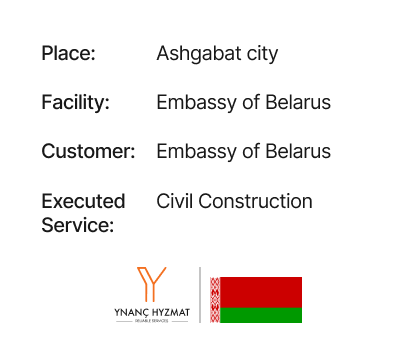 Place: Ashgabat city
Facility: Embassy of Belarus
Customer: Embassy of Belarus
Executed Civil Construction
Service:
YNANÇ HYZMAT
RELIABLE SERVICES